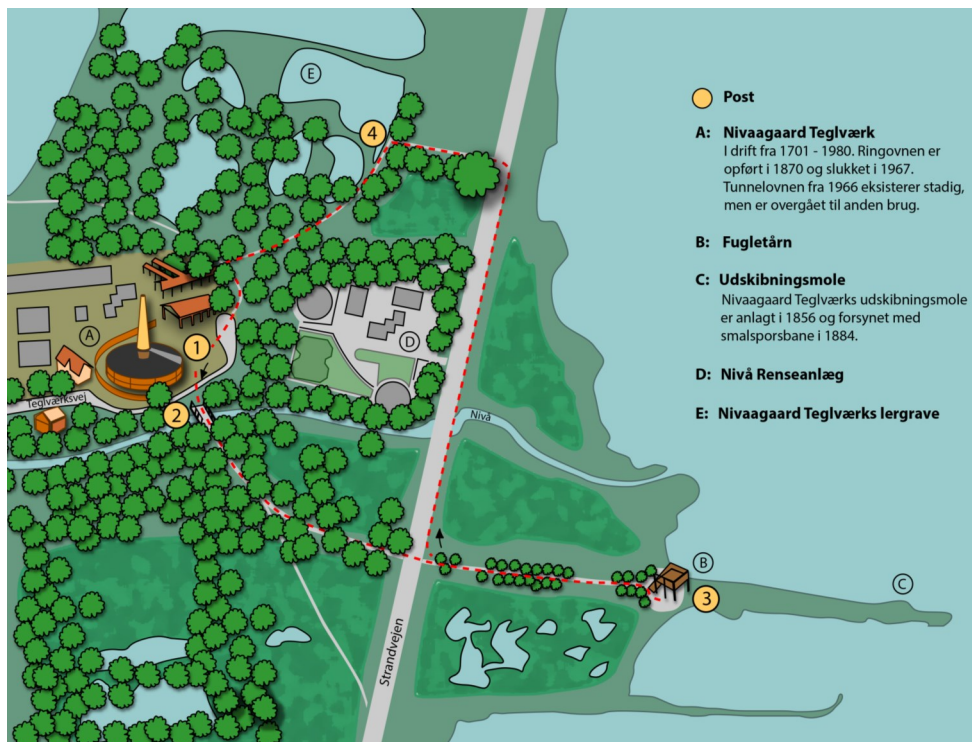 Post
A: Nivaagaard Teglværk
I drift fra 1701 - 1980. Ringovnen er
opført i 1870 og slukket i 1967.
Tunnelovnen fra 1966 eksisterer stadig,
men er overgået til anden brug.
B: Fugletårn
C: Udskibningsmole
Nivaagaard Teglværks udskibningsmole
er anlagt i 1856 og forsynet med
smalsporsbane i 1884.
D: Nivå Renseanlæg
E: Nivaagaard Teglværks lergrave
E
4
A
1
D
Teglværksvej
2
Nivå
B
3
C
Strandvejen